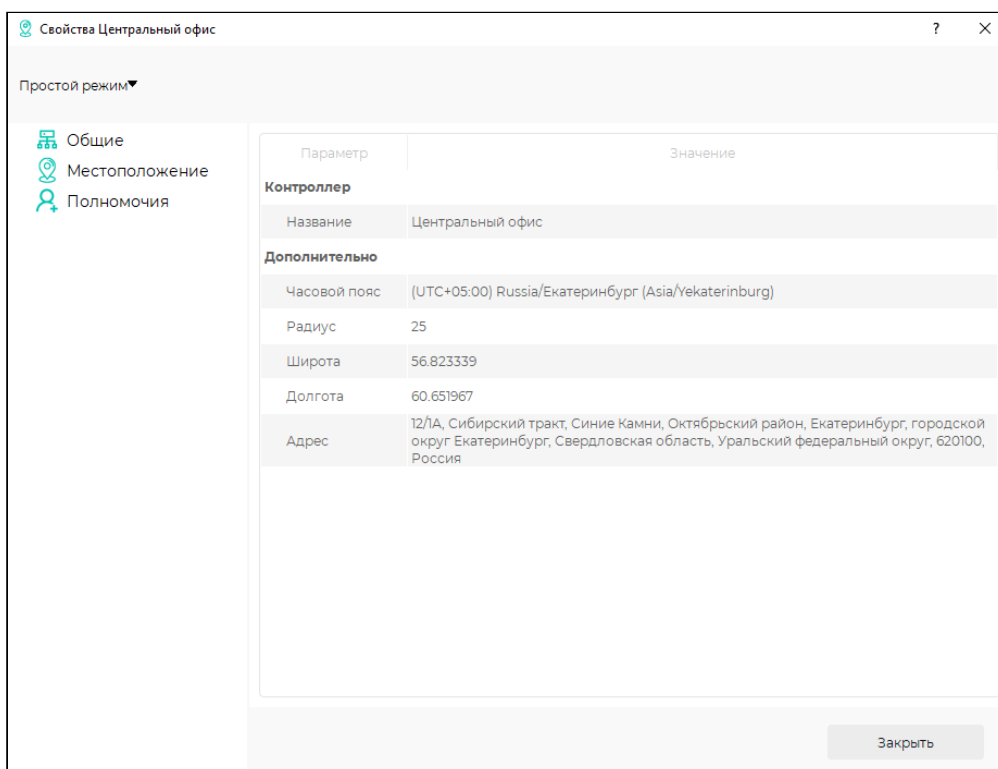 Свойства Центральный офис
?
Простой режим
Общие
Местоположение
Полномочия
Параметр Значение
Контроллер
Название Центральный офис
Дополнительно
Часовой пояс (UTC+05:00) Russia/Екатеринбург (Asia/Yekaterinburg)
Радиус 25
Широта 56.823339
Долгота 60.651967
Адрес 12/1А, Сибирский тракт, Синие Камни, Октябрьский район, Екатеринбург, городской
округ Екатеринбург, Свердловская область, Уральский федеральный округ, 620100,
Россия
Закрыть